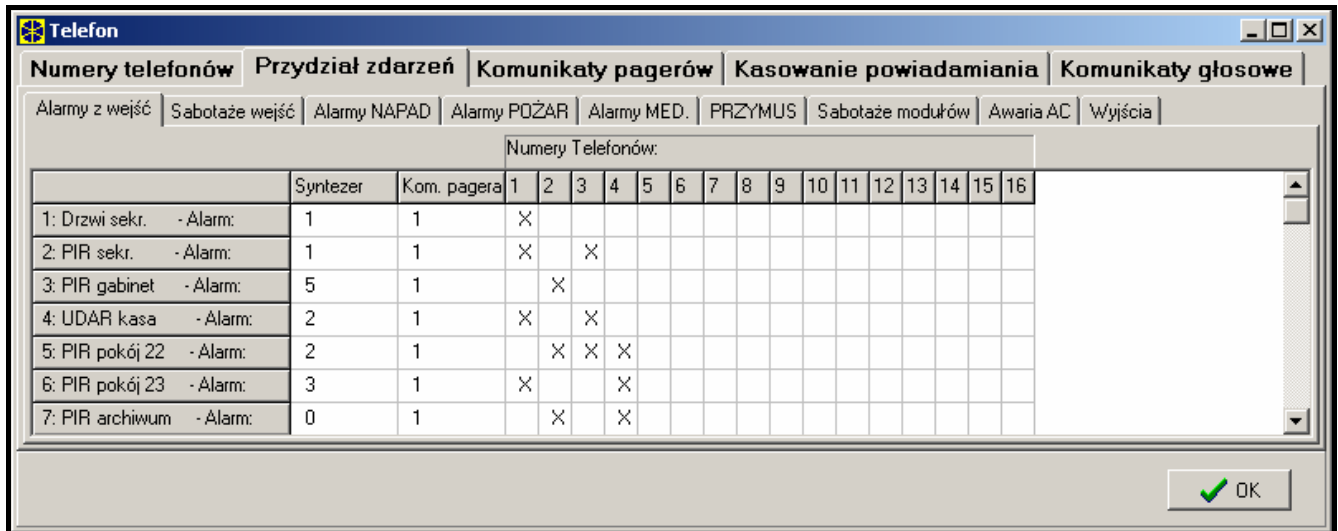 Telefon
Numery telefonów Przydział zdarzeń Komunikaty pagerów Kasowanie powiadamiania Komunikaty głosowe
Alarmy z wejść Sabotaże wejść Alarmy NAPAD Alarmy POŻAR Alarmy MED. PRZYMUS Sabotaże modułów Awaria AC Wyjścia
Numery Telefonów:
Syntezer Kom. pagera 1 2 3 4 5 6 7 8 9 10 11 12 13 14 15 16
1: Drzwi sekr. - Alarm: 1 1 X
2: PIR sekr. - Alarm: 1 1 X X
3: PIR gabinet - Alarm: 5 1 X
4: UDAR kasa - Alarm: 2 1 X X
5: PIR pokój 22 - Alarm: 2 1 X X X
6: PIR pokój 23 - Alarm: 3 1 X X
7: PIR archiwum - Alarm: 0 1 X X
OK